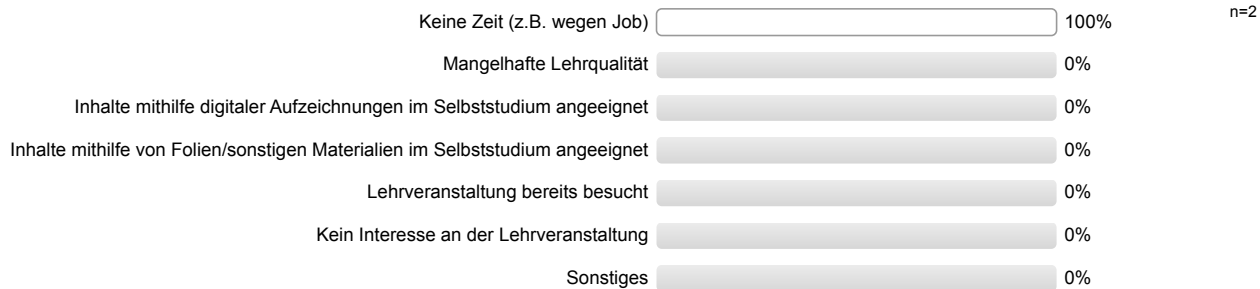 Keine Zeit (z.B. wegen Job) 100% n=2
Mangelhafte Lehrqualität 0%
Inhalte mithilfe digitaler Aufzeichnungen im Selbststudium angeeignet 0%
Inhalte mithilfe von Folien/sonstigen Materialien im Selbststudium angeeignet 0%
Lehrveranstaltung bereits besucht 0%
Kein Interesse an der Lehrveranstaltung 0%
Sonstiges 0%